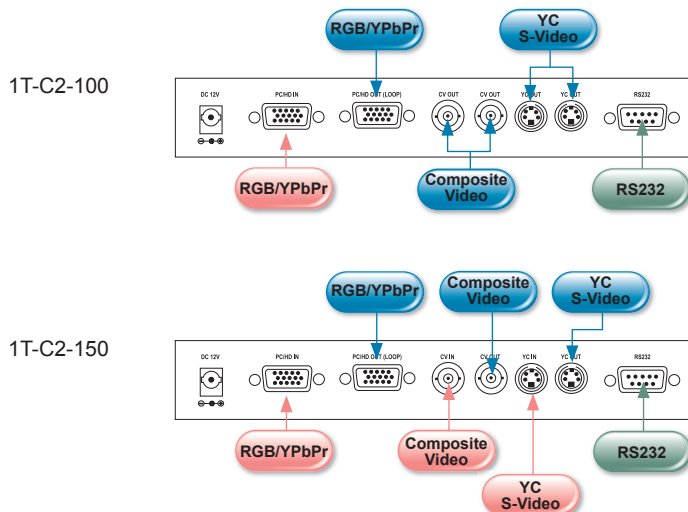 RGB/YPbPr
YC
S-Video
1T-C2-100
DC 12V
PC/HD IN
PC/HD OUT (LOOP)
CV OUT
CV OUT
YC OUT
YC OUT
RS232
RGB/YPbPr
Composite
Video
RS232
RGB/YPbPr
Composite
Video
YC
S-Video
1T-C2-150
DC 12V
PC/HD IN
PC/HD OUT (LOOP)
CV IN
CV OUT
YC IN
YC OUT
RS232
RGB/YPbPr
Composite
Video
RS232
YC
S-Video